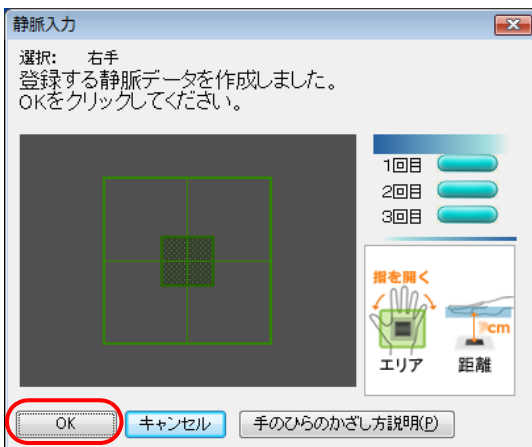 静脈入力
選択: 右手
登録する静脈データを作成しました。
OKをクリックしてください。
1回目
2回目
3回目
指を開く
7cm
エリア
距離
OK
キャンセル
手のひらのかざし方説明(P)